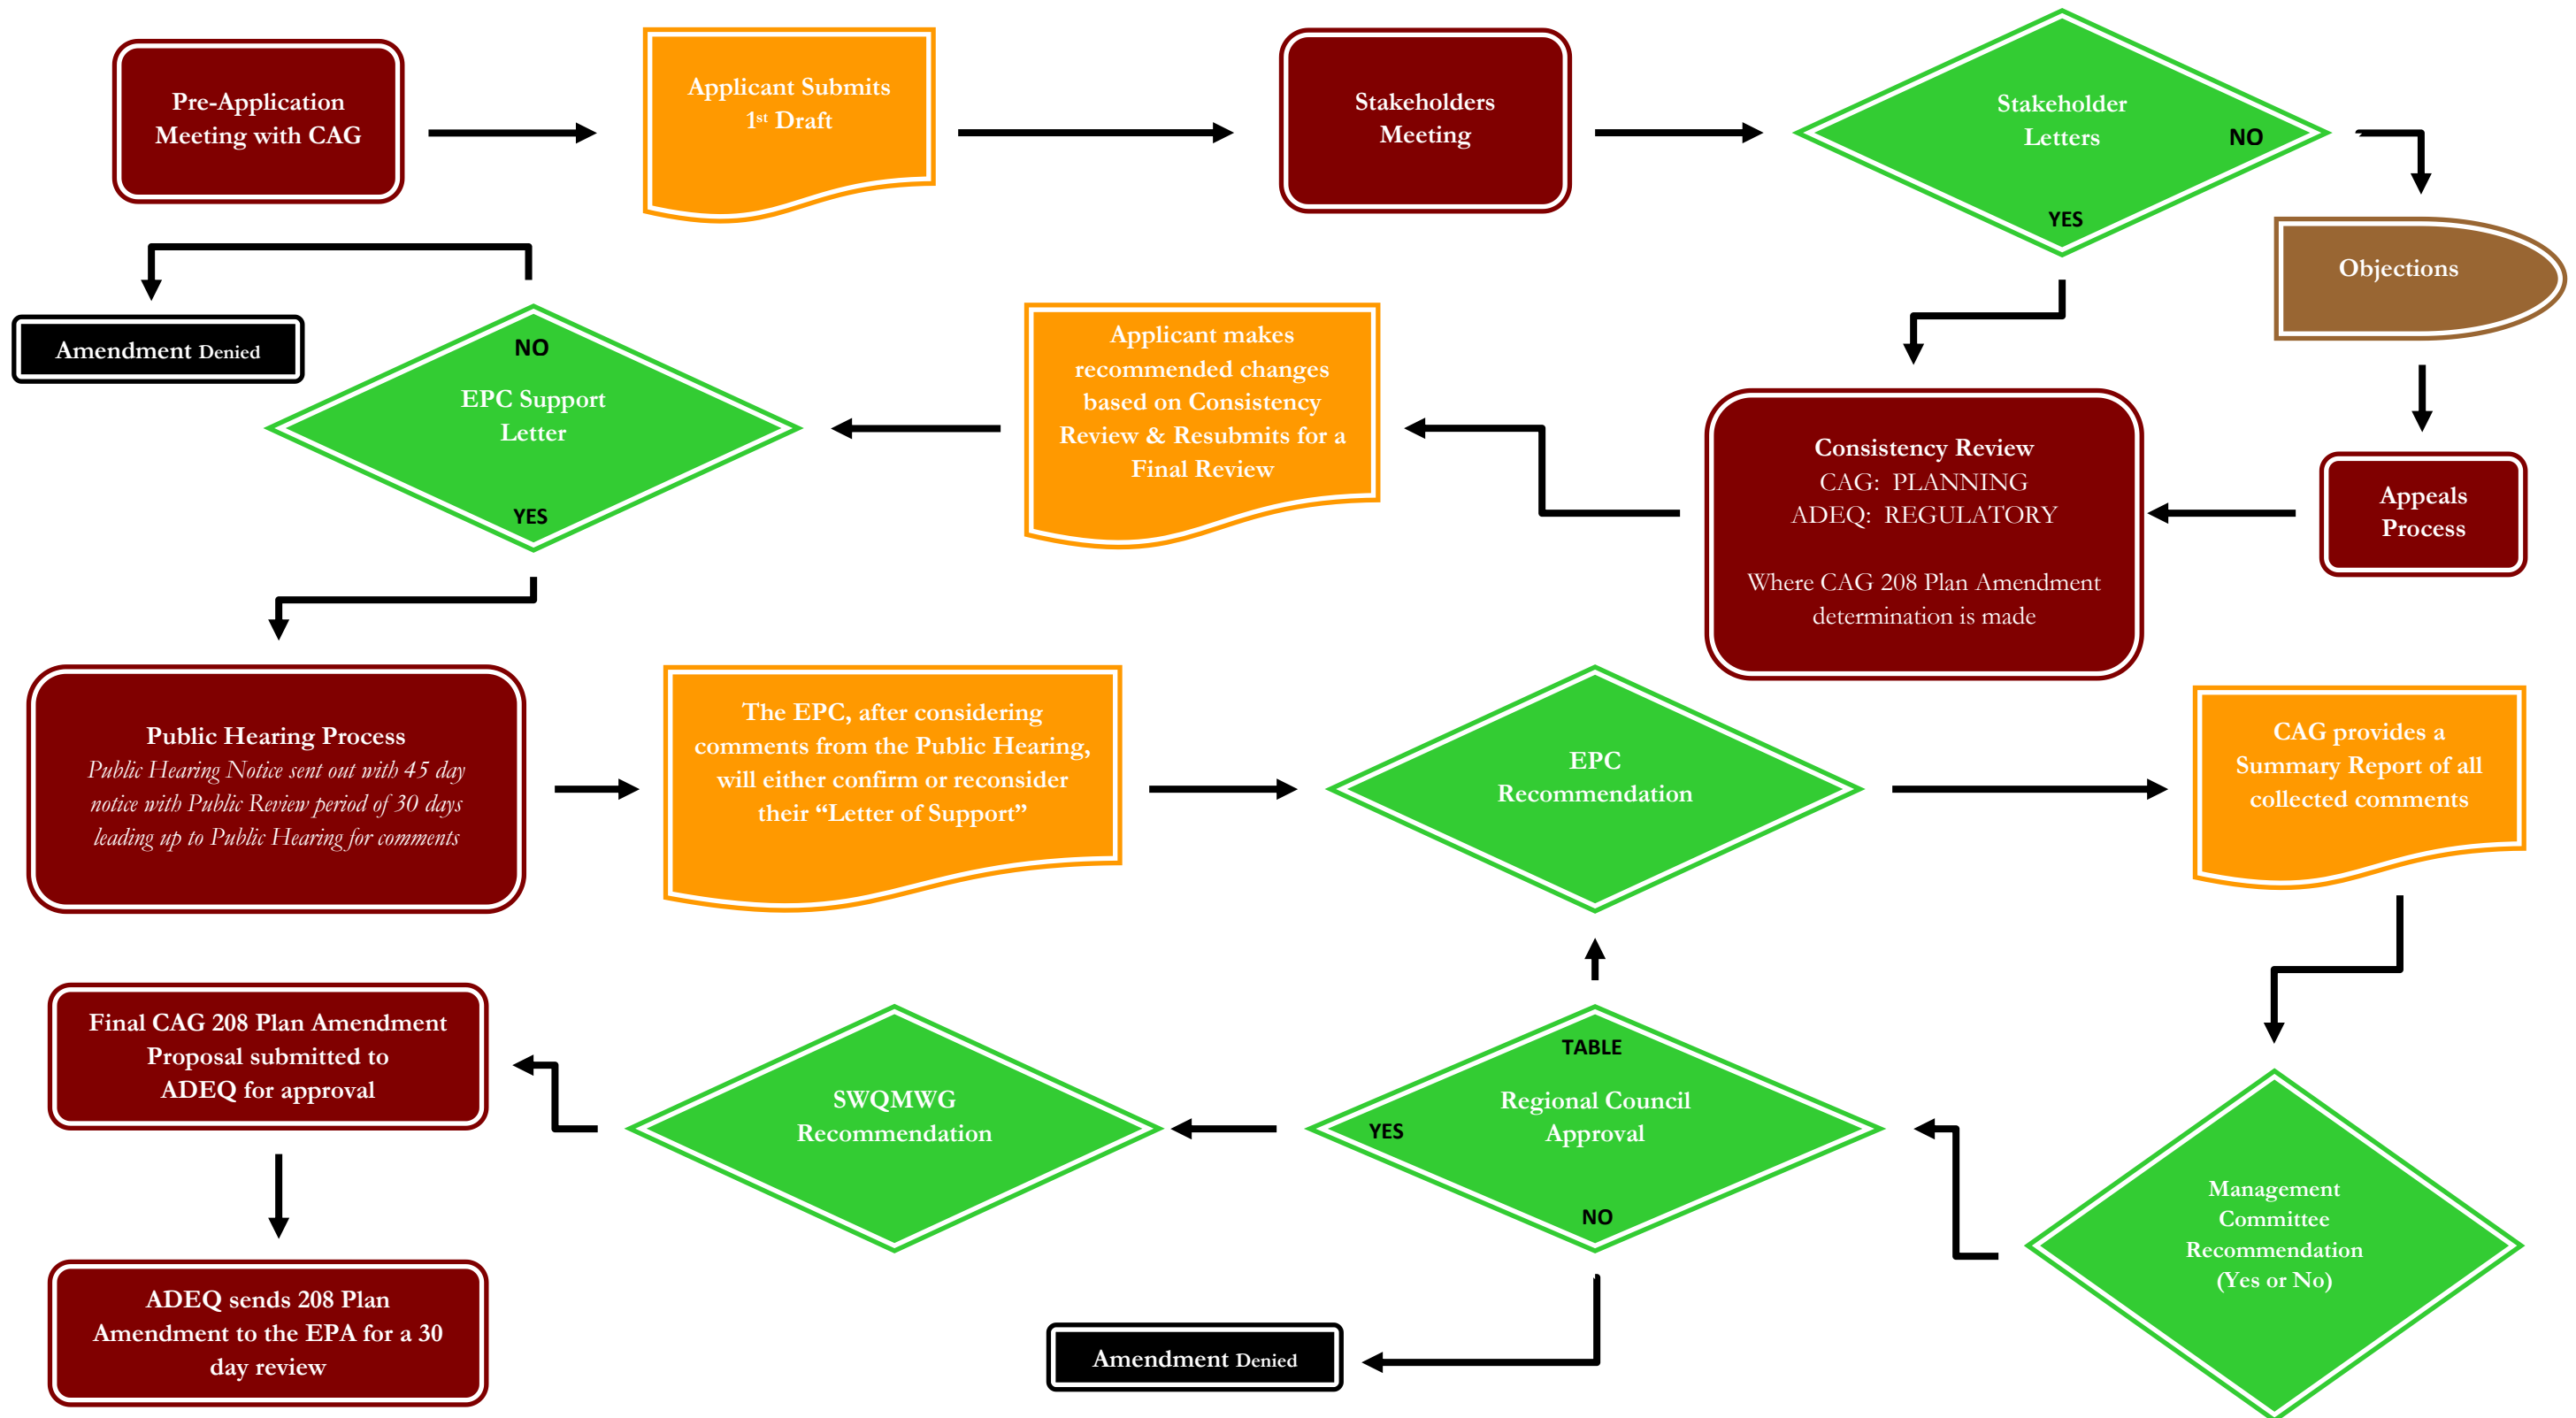 Pre-Application
Meeting with CAG
Applicant Submits
1st Draft
Stakeholders
Meeting
Stakeholder
Letters
NO
YES
Objections
Appeals
Process
Consistency Review
CAG: PLANNING
ADEQ: REGULATORY
Where CAG 208 Plan Amendment
determination is made
Applicant makes
recommended changes
based on Consistency
Review & Resubmits for a
Final Review
NO
EPC Support
Letter
YES
Amendment Denied
Public Hearing Process
Public Hearing Notice sent out with 45 day
notice with Public Review period of 30 days
leading up to Public Hearing for comments
The EPC, after considering
comments from the Public Hearing,
will either confirm or reconsider
their “Letter of Support”
EPC
Recommendation
CAG provides a
Summary Report of all
collected comments
Management
Committee
Recommendation
(Yes or No)
TABLE
Regional Council
Approval
YES
NO
Amendment Denied
SWQMWG
Recommendation
Final CAG 208 Plan Amendment
Proposal submitted to
ADEQ for approval
ADEQ sends 208 Plan
Amendment to the EPA for a 30
day review